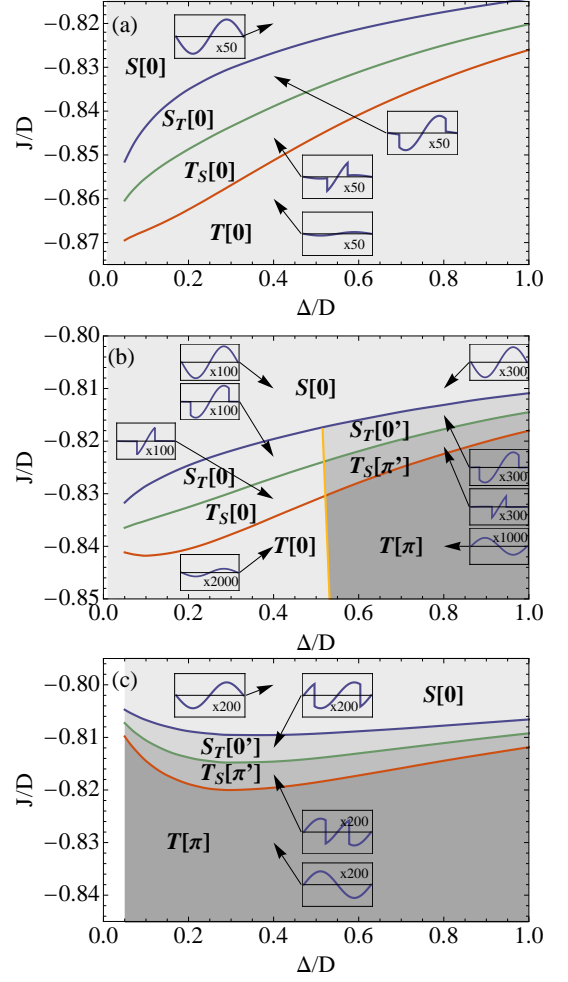 (a)
J/D
−0.82
−0.83
−0.84
−0.85
−0.86
−0.87
x50
S[0]
S_T[0]
x50
T_S[0]
x50
T[0]
x50
0.0 0.2 0.4 0.6 0.8 1.0
Δ/D
(b)
J/D
−0.80
−0.81
−0.82
−0.83
−0.84
−0.85
x100
S[0]
x300
x100
S_T[0']
x100
T_S[π']
x300
S_T[0]
T_S[0]
x300
T[0]
T[π]
x1000
x2000
0.0 0.2 0.4 0.6 0.8 1.0
Δ/D
(c)
J/D
−0.80
−0.81
−0.82
−0.83
−0.84
x200
x200
S[0]
S_T[0']
T_S[π']
x200
T[π]
x200
0.0 0.2 0.4 0.6 0.8 1.0
Δ/D